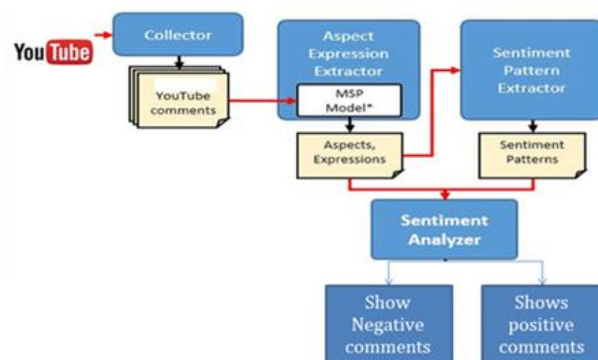 YouTube
Collector
YouTube
comments
Aspect
Expression
Extractor
MSP
Model*
Aspects,
Expressions
Sentiment
Pattern
Extractor
Sentiment
Patterns
Sentiment
Analyzer
Show
Negative
comments
Shows
positive
comments